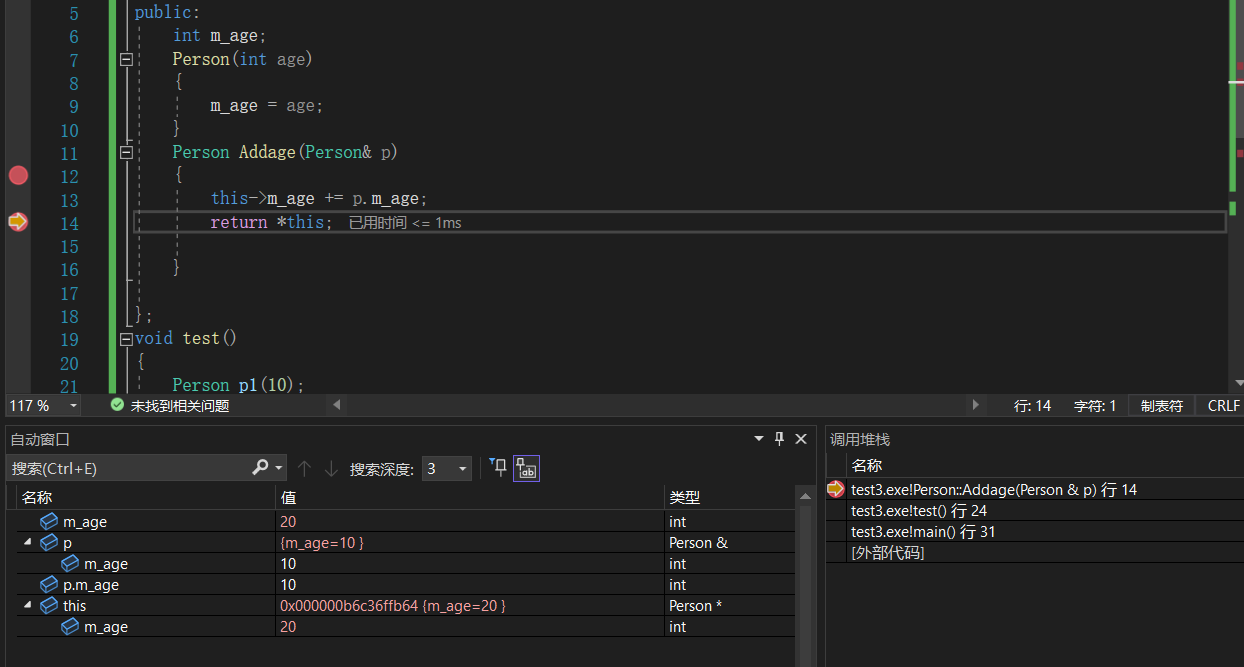 5 public:
6 int m_age;
7 Person(int age)
8 {
9 m_age = age;
10 }
11 Person Addage(Person& p)
12 {
13 this->m_age += p.m_age;
14 return *this; 已用时间 <= 1ms
15
16 }
17
18 };
19 void test()
20 {
21 Person p1(10);
117 % 未找到相关问题 行: 14 字符: 1 制表符 CRLF
自动窗口
搜索(Ctrl+E) 搜索深度: 3
名称 值 类型
m_age 20 int
p {m_age=10 } Person &
m_age 10 int
p.m_age 10 int
this 0x000000b6c36ffb64 {m_age=20 } Person *
m_age 20 int
调用堆栈
名称
test3.exe!Person::Addage(Person & p) 行 14
test3.exe!test() 行 24
test3.exe!main() 行 31
[外部代码]